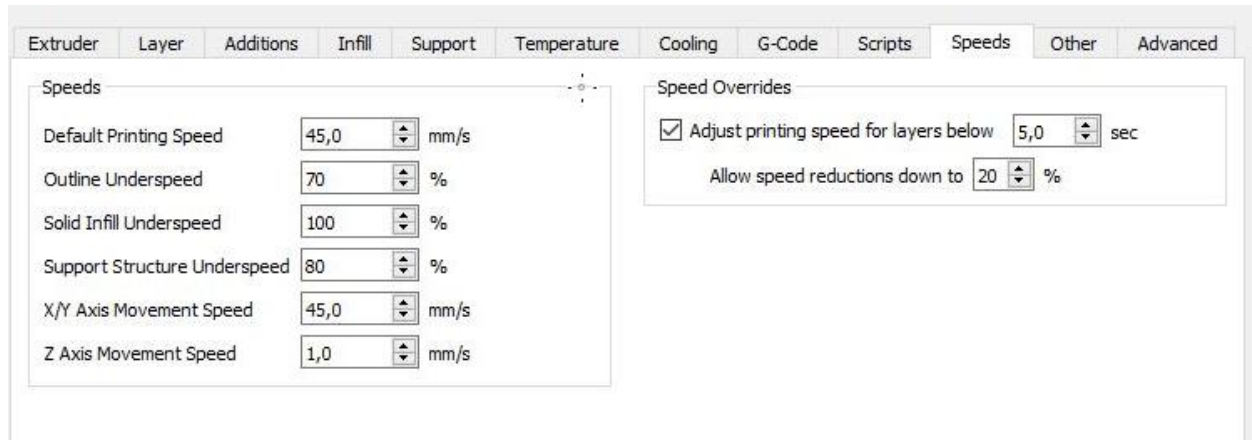 Extruder Layer Additions Infill Support Temperature Cooling G-Code Scripts Speeds Other Advanced
Speeds
Default Printing Speed 45,0 mm/s
Outline Underspeed 70 %
Solid Infill Underspeed 100 %
Support Structure Underspeed 80 %
X/Y Axis Movement Speed 45,0 mm/s
Z Axis Movement Speed 1,0 mm/s
Speed Overrides
Adjust printing speed for layers below 5,0 sec
Allow speed reductions down to 20 %